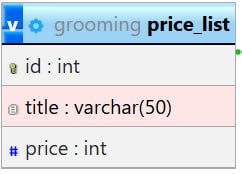 v grooming price_list
id : int
title : varchar(50)
# price : int